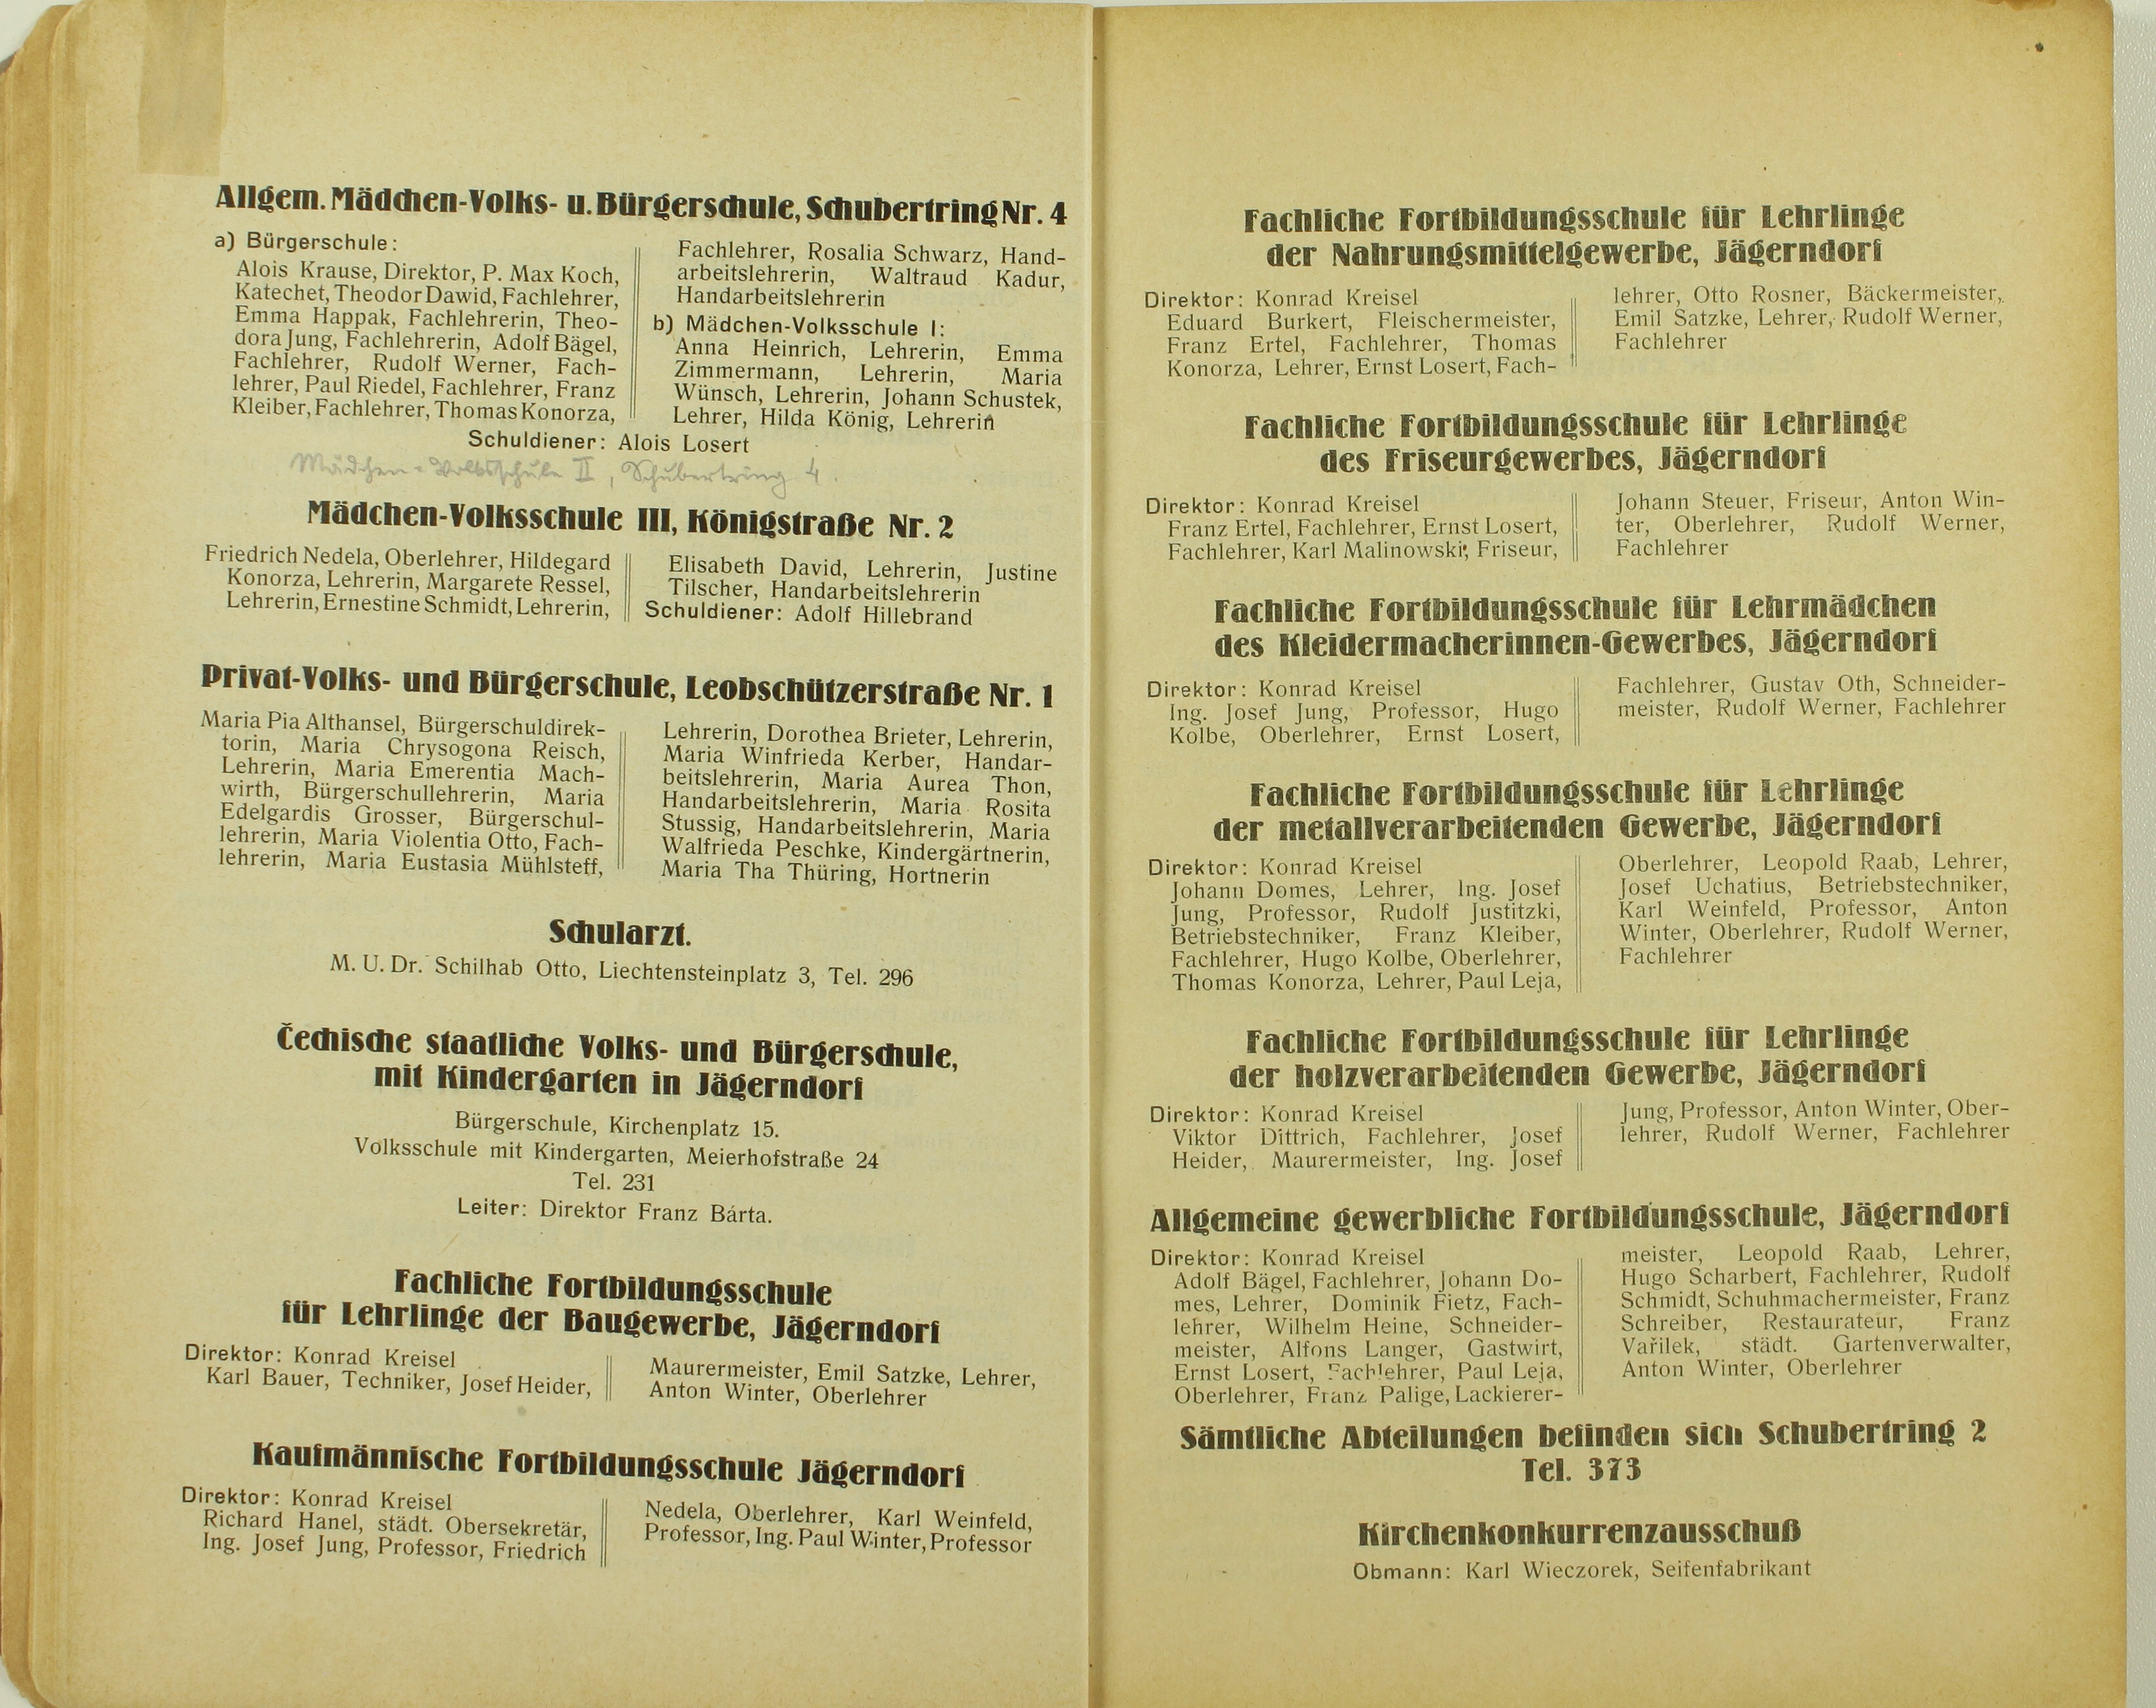 Allgem. Mädchen-Volks- u. Bürgerschule, Schubertring Nr. 4
a) Bürgerschule:
Alois Krause, Direktor, P. Max Koch,
Katechet, Theodor Dawid, Fachlehrer,
Emma Happak, Fachlehrerin, Theo-
dora Jung, Fachlehrerin, Adolf Bägel,
Fachlehrer, Rudolf Werner, Fach-
lehrer, Paul Riedel, Fachlehrer, Franz
Kleiber, Fachlehrer, Thomas Konorza,
Fachlehrer, Rosalia Schwarz, Hand-
arbeitslehrerin, Waltraud Kadur,
Handarbeitslehrerin
b) Mädchen-Volksschule I:
Anna Heinrich, Lehrerin, Emma
Zimmermann, Lehrerin, Maria
Wünsch, Lehrerin, Johann Schustek,
Lehrer, Hilda König, Lehrerin
Schuldiener: Alois Losert
Mädchen-Volksschule II, Schubertring 4.
Mädchen-Volksschule III, Königstraße Nr. 2
Friedrich Nedela, Oberlehrer, Hildegard
Konorza, Lehrerin, Margarete Ressel,
Lehrerin, Ernestine Schmidt, Lehrerin,
Elisabeth David, Lehrerin, Justine
Tilscher, Handarbeitslehrerin
Schuldiener: Adolf Hillebrand
Privat-Volks- und Bürgerschule, Leobschützerstraße Nr. 1
Maria Pia Althansel, Bürgerschuldirek-
torin, Maria Chrysogona Reisch,
Lehrerin, Maria Emerentia Mach-
wirth, Bürgerschullehrerin, Maria
Edelgardis Grosser, Bürgerschul-
lehrerin, Maria Violentia Otto, Fach-
lehrerin, Maria Eustasia Mühlsteff,
Lehrerin, Dorothea Brieter, Lehrerin,
Maria Winfrieda Kerber, Handar-
beitslehrerin, Maria Aurea Thon,
Handarbeitslehrerin, Maria Rosita
Stussig, Handarbeitslehrerin, Maria
Walfrieda Peschke, Kindergärtnerin,
Maria Tha Thüring, Hortnerin
Schularzt.
M. U. Dr. Schilhab Otto, Liechtensteinplatz 3, Tel. 296
Čechische staatliche Volks- und Bürgerschule,
mit Kindergarten in Jägerndorf
Bürgerschule, Kirchenplatz 15.
Volksschule mit Kindergarten, Meierhofstraße 24
Tel. 231
Leiter: Direktor Franz Bárta.
Fachliche Fortbildungsschule
für Lehrlinge der Baugewerbe, Jägerndorf
Direktor: Konrad Kreisel
Karl Bauer, Techniker, Josef Heider,
Maurermeister, Emil Satzke, Lehrer,
Anton Winter, Oberlehrer
Kaufmännische Fortbildungsschule Jägerndorf
Direktor: Konrad Kreisel
Richard Hanel, städt. Obersekretär,
Ing. Josef Jung, Professor, Friedrich
Nedela, Oberlehrer, Karl Weinfeld,
Professor, Ing. Paul Winter, Professor
Fachliche Fortbildungsschule für Lehrlinge
der Nahrungsmittelgewerbe, Jägerndorf
Direktor: Konrad Kreisel
Eduard Burkert, Fleischermeister,
Franz Ertel, Fachlehrer, Thomas
Konorza, Lehrer, Ernst Losert, Fach-
lehrer, Otto Rosner, Bäckermeister,
Emil Satzke, Lehrer, Rudolf Werner,
Fachlehrer
Fachliche Fortbildungsschule für Lehrlinge
des Friseurgewerbes, Jägerndorf
Direktor: Konrad Kreisel
Franz Ertel, Fachlehrer, Ernst Losert,
Fachlehrer, Karl Malinowski, Friseur,
Johann Steuer, Friseur, Anton Win-
ter, Oberlehrer, Rudolf Werner,
Fachlehrer
Fachliche Fortbildungsschule für Lehrmädchen
des Kleidermacherinnen-Gewerbes, Jägerndorf
Direktor: Konrad Kreisel
Ing. Josef Jung, Professor, Hugo
Kolbe, Oberlehrer, Ernst Losert,
Fachlehrer, Gustav Oth, Schneider-
meister, Rudolf Werner, Fachlehrer
Fachliche Fortbildungsschule für Lehrlinge
der metallverarbeitenden Gewerbe, Jägerndorf
Direktor: Konrad Kreisel
Johann Domes, Lehrer, Ing. Josef
Jung, Professor, Rudolf Justitzki,
Betriebstechniker, Franz Kleiber,
Fachlehrer, Hugo Kolbe, Oberlehrer,
Thomas Konorza, Lehrer, Paul Leja,
Oberlehrer, Leopold Raab, Lehrer,
Josef Uchatius, Betriebstechniker,
Karl Weinfeld, Professor, Anton
Winter, Oberlehrer, Rudolf Werner,
Fachlehrer
Fachliche Fortbildungsschule für Lehrlinge
der holzverarbeitenden Gewerbe, Jägerndorf
Direktor: Konrad Kreisel
Viktor Dittrich, Fachlehrer, Josef
Heider, Maurermeister, Ing. Josef
Jung, Professor, Anton Winter, Ober-
lehrer, Rudolf Werner, Fachlehrer
Allgemeine gewerbliche Fortbildungsschule, Jägerndorf
Direktor: Konrad Kreisel
Adolf Bägel, Fachlehrer, Johann Do-
mes, Lehrer, Dominik Fietz, Fach-
lehrer, Wilhelm Heine, Schneider-
meister, Alfons Langer, Gastwirt,
Ernst Losert, Fachlehrer, Paul Leja,
Oberlehrer, Franz Palige, Lackierer-
meister, Leopold Raab, Lehrer,
Hugo Scharbert, Fachlehrer, Rudolf
Schmidt, Schuhmachermeister, Franz
Schreiber, Restaurateur, Franz
Vařilek, städt. Gartenverwalter,
Anton Winter, Oberlehrer
Sämtliche Abteilungen befinden sich Schubertring 2
Tel. 373
Kirchenkonkurrenzausschuß
Obmann: Karl Wieczorek, Seifenfabrikant